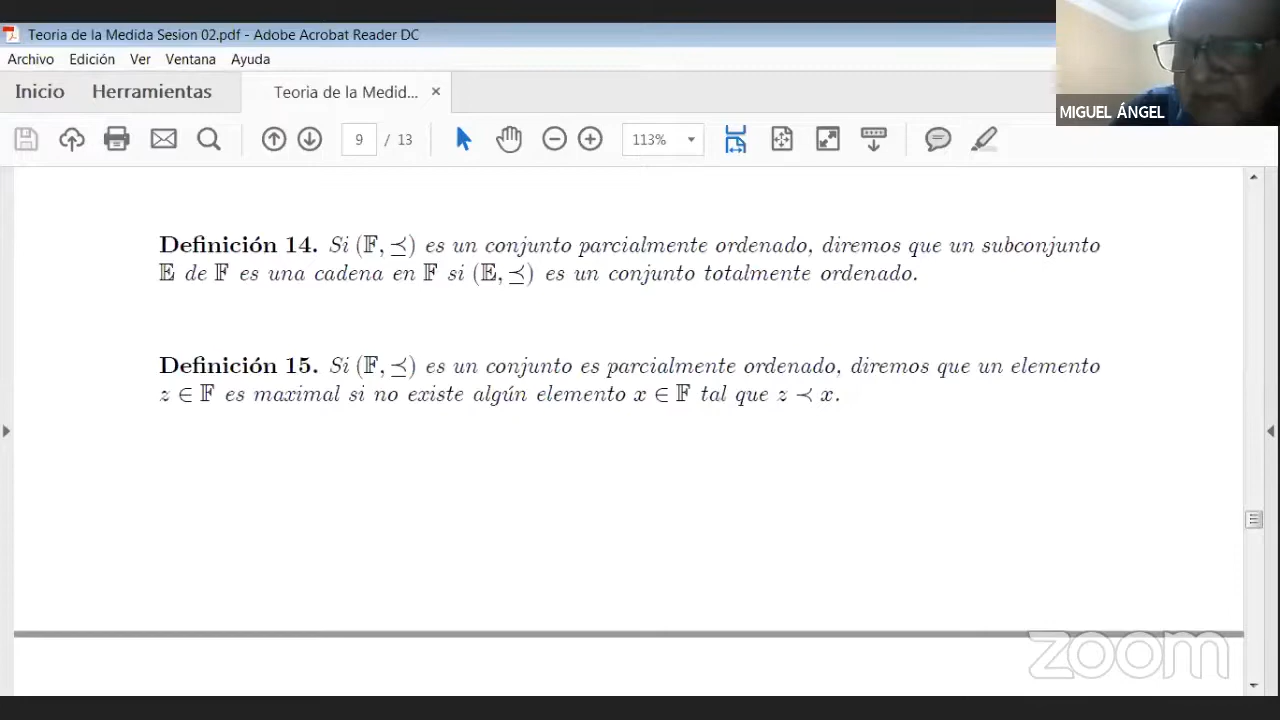 Teoria de la Medida Sesion 02.pdf - Adobe Acrobat Reader DC
Archivo Edición Ver Ventana Ayuda
Inicio Herramientas Teoria de la Medid... ×
MIGUEL ÁNGEL
9 / 13 113%
Definición 14. Si (𝔽, ⪯) es un conjunto parcialmente ordenado, diremos que un subconjunto
𝔼 de 𝔽 es una cadena en 𝔽 si (𝔼, ⪯) es un conjunto totalmente ordenado.
Definición 15. Si (𝔽, ⪯) es un conjunto es parcialmente ordenado, diremos que un elemento
z ∈ 𝔽 es maximal si no existe algún elemento x ∈ 𝔽 tal que z ≺ x.
zoom